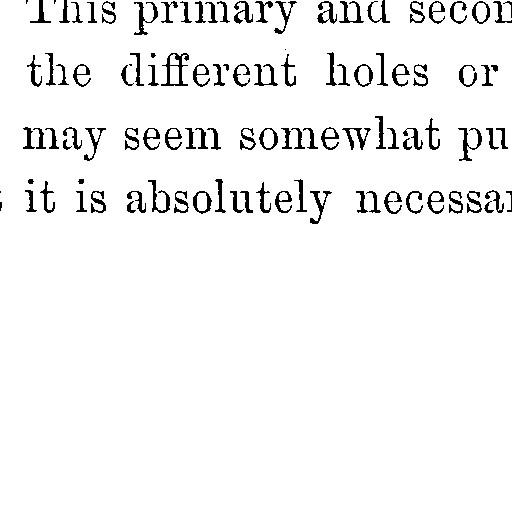 This primary and secon
the different holes or
may seem somewhat pu
it is absolutely necessar